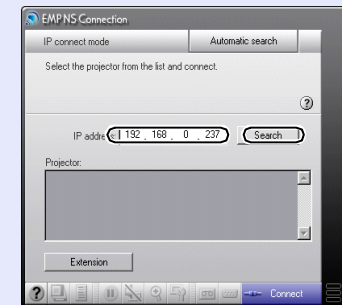 EMP NS Connection
IP connect mode
Automatic search
Select the projector from the list and connect.
?
IP address: 192 . 168 . 0 . 237 Search
Projector:
Extension
? Connect